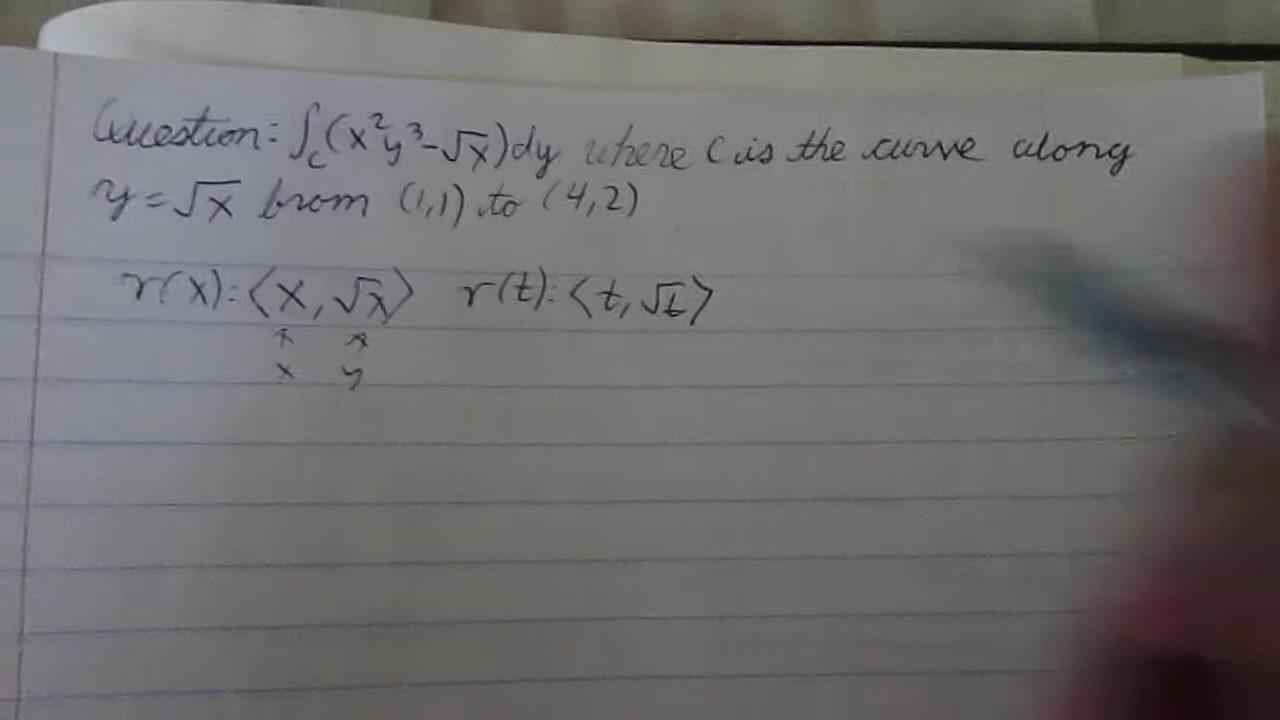 Question: ∫c(x²y³-√x)dy where C is the curve along
y=√x from (1,1) to (4,2)
r(x):⟨x,√x⟩ r(t):⟨t,√t⟩
↑ ↑
x y